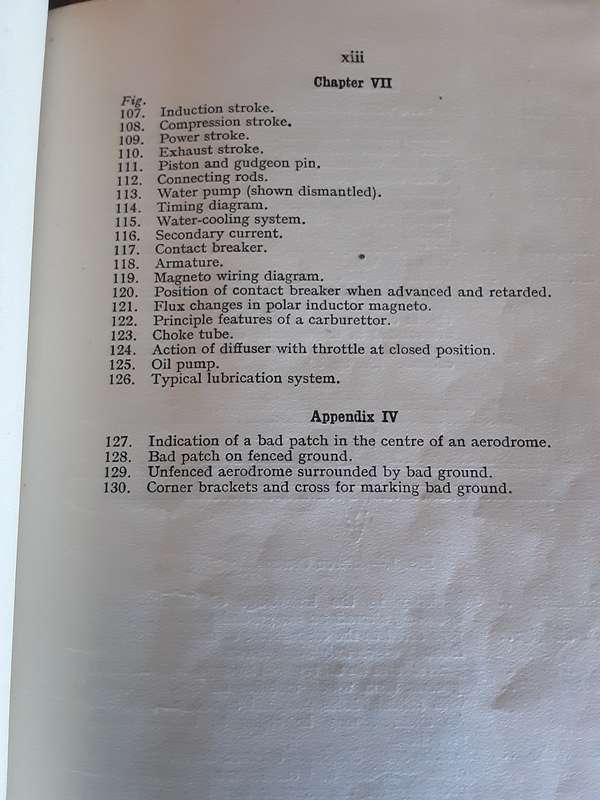 xiii
Chapter VII
Fig.
107. Induction stroke.
108. Compression stroke.
109. Power stroke.
110. Exhaust stroke.
111. Piston and gudgeon pin.
112. Connecting rods.
113. Water pump (shown dismantled).
114. Timing diagram.
115. Water-cooling system.
116. Secondary current.
117. Contact breaker.
118. Armature.
119. Magneto wiring diagram.
120. Position of contact breaker when advanced and retarded.
121. Flux changes in polar inductor magneto.
122. Principle features of a carburettor.
123. Choke tube.
124. Action of diffuser with throttle at closed position.
125. Oil pump.
126. Typical lubrication system.
Appendix IV
127. Indication of a bad patch in the centre of an aerodrome.
128. Bad patch on fenced ground.
129. Unfenced aerodrome surrounded by bad ground.
130. Corner brackets and cross for marking bad ground.